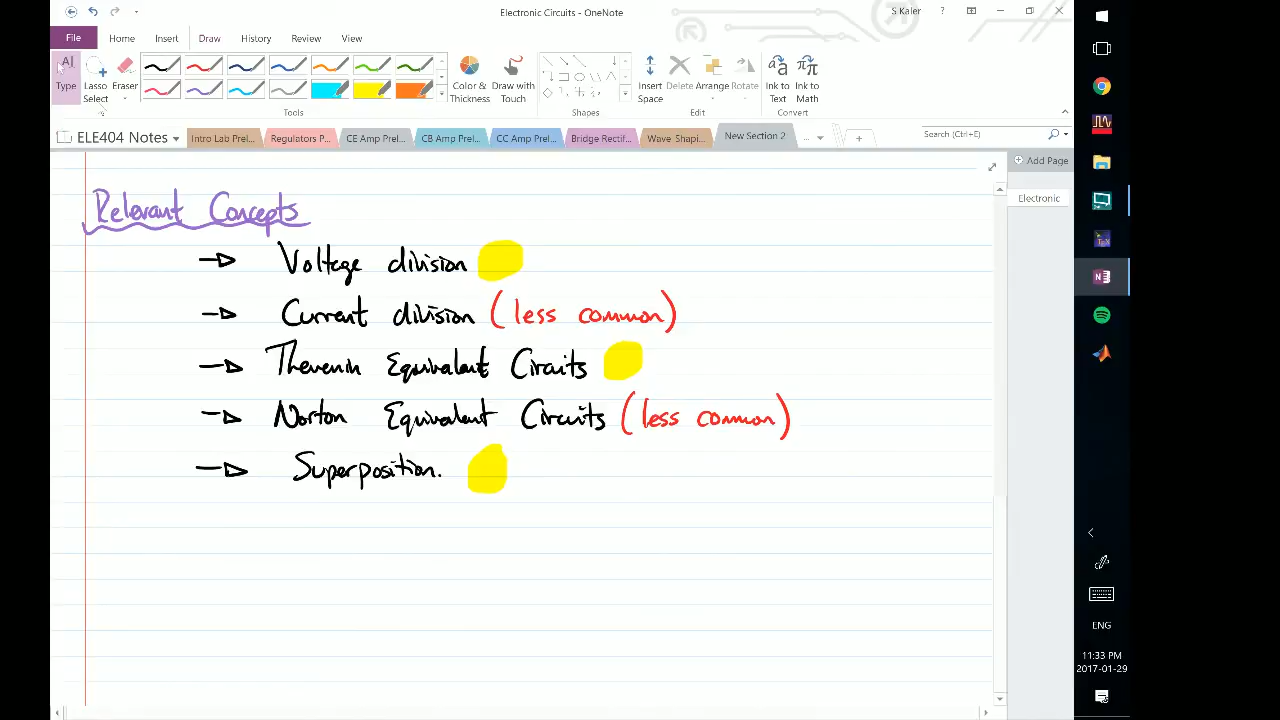 Electronic Circuits - OneNote
S Kaler
?
File Home Insert Draw History Review View
Type
Lasso Select
Eraser
Color & Thickness
Draw with Touch
Insert Space
Delete
Arrange
Rotate
Ink to Text
Ink to Math
Tools
Shapes
Edit
Convert
ELE404 Notes
Intro Lab Prel...
Regulators P...
CE Amp Prel...
CB Amp Prel...
CC Amp Prel...
Bridge Rectif...
Wave Shapi...
New Section 2
...
Search (Ctrl+E)
Add Page
Electronic
Relevant Concepts
Voltage division
Current division (less common)
Thevenin Equivalent Circuits
Norton Equivalent Circuits (less common)
Superposition.
ENG
11:33 PM
2017-01-29